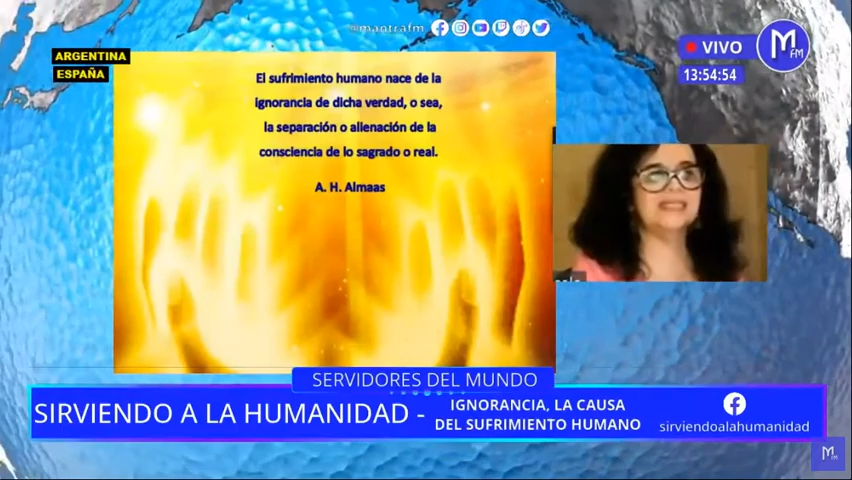 @mantrafm
ARGENTINA
ESPAÑA
VIVO
M
FM
13:54:54
El sufrimiento humano nace de la
ignorancia de dicha verdad, o sea,
la separación o alienación de la
consciencia de lo sagrado o real.
A. H. Almaas
SERVIDORES DEL MUNDO
SIRVIENDO A LA HUMANIDAD -
IGNORANCIA, LA CAUSA
DEL SUFRIMIENTO HUMANO
sirviendoalahumanidad
M
FM